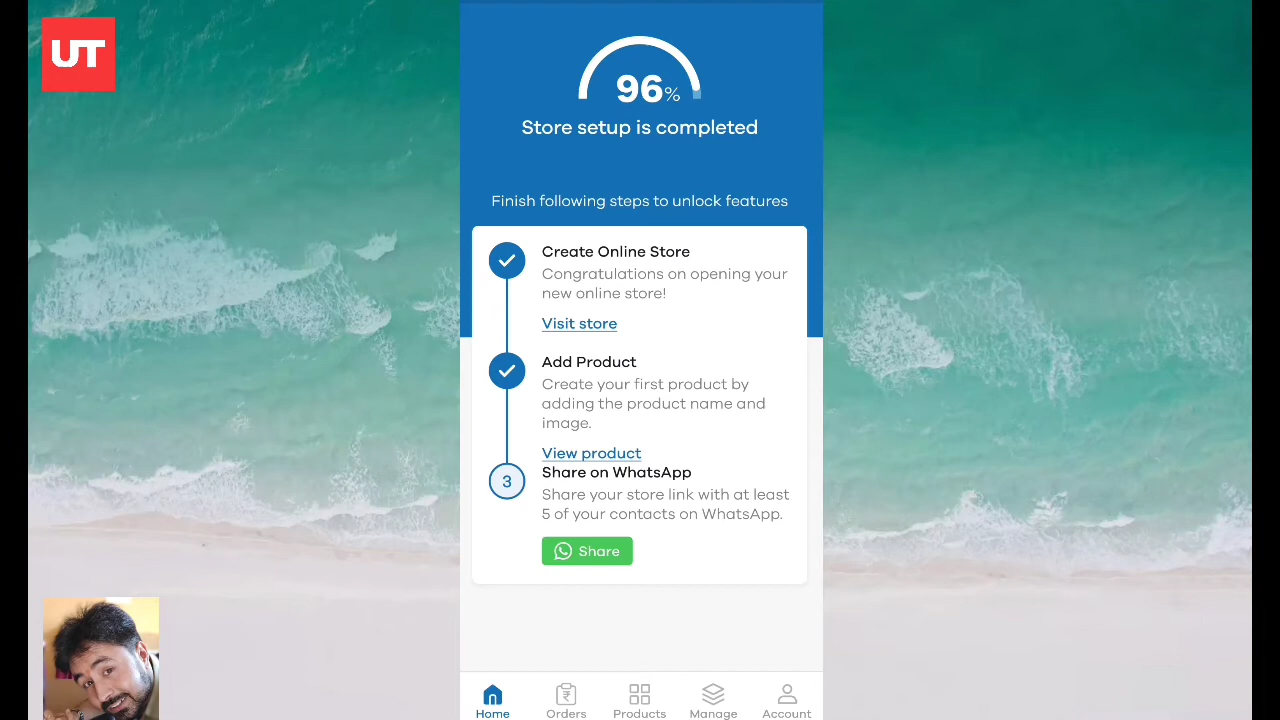 UT
96%
Store setup is completed
Finish following steps to unlock features
Create Online Store
Congratulations on opening your
new online store!
Visit store
Add Product
Create your first product by
adding the product name and
image.
View product
3
Share on WhatsApp
Share your store link with at least
5 of your contacts on WhatsApp.
Share
Home
Orders
Products
Manage
Account